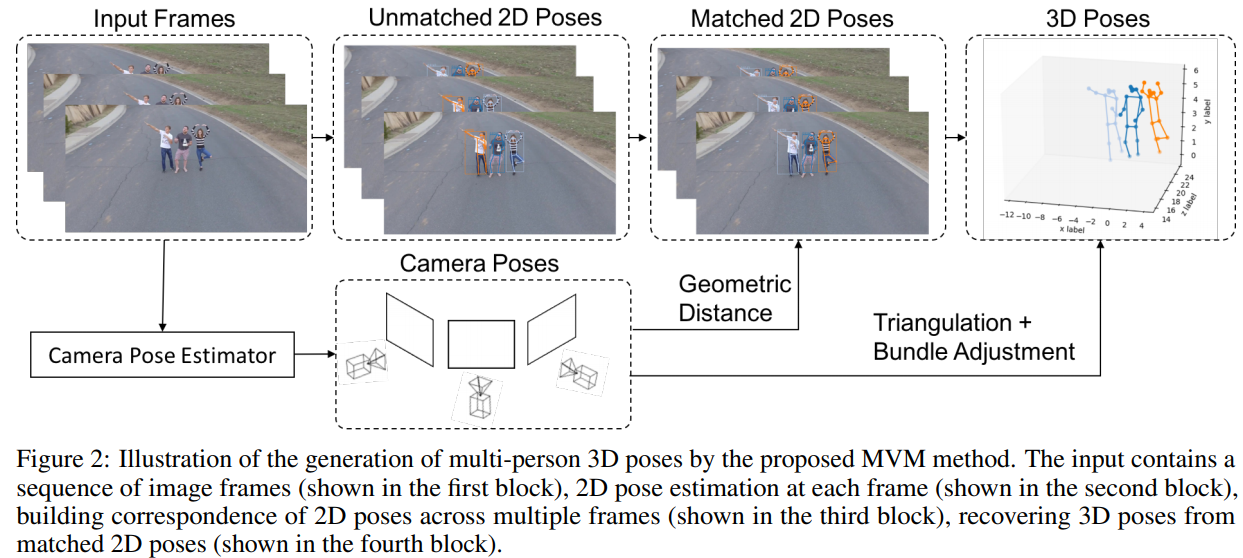 Input Frames
Unmatched 2D Poses
Matched 2D Poses
3D Poses
6
5
4
3
2
1
0
y label
24
22
20
18
16
14
z label
−12 −10 −8 −6 −4 −2 0 2 4
x label
Camera Poses
Geometric
Distance
Triangulation +
Bundle Adjustment
Camera Pose Estimator
Figure 2: Illustration of the generation of multi-person 3D poses by the proposed MVM method. The input contains a
sequence of image frames (shown in the first block), 2D pose estimation at each frame (shown in the second block),
building correspondence of 2D poses across multiple frames (shown in the third block), recovering 3D poses from
matched 2D poses (shown in the fourth block).